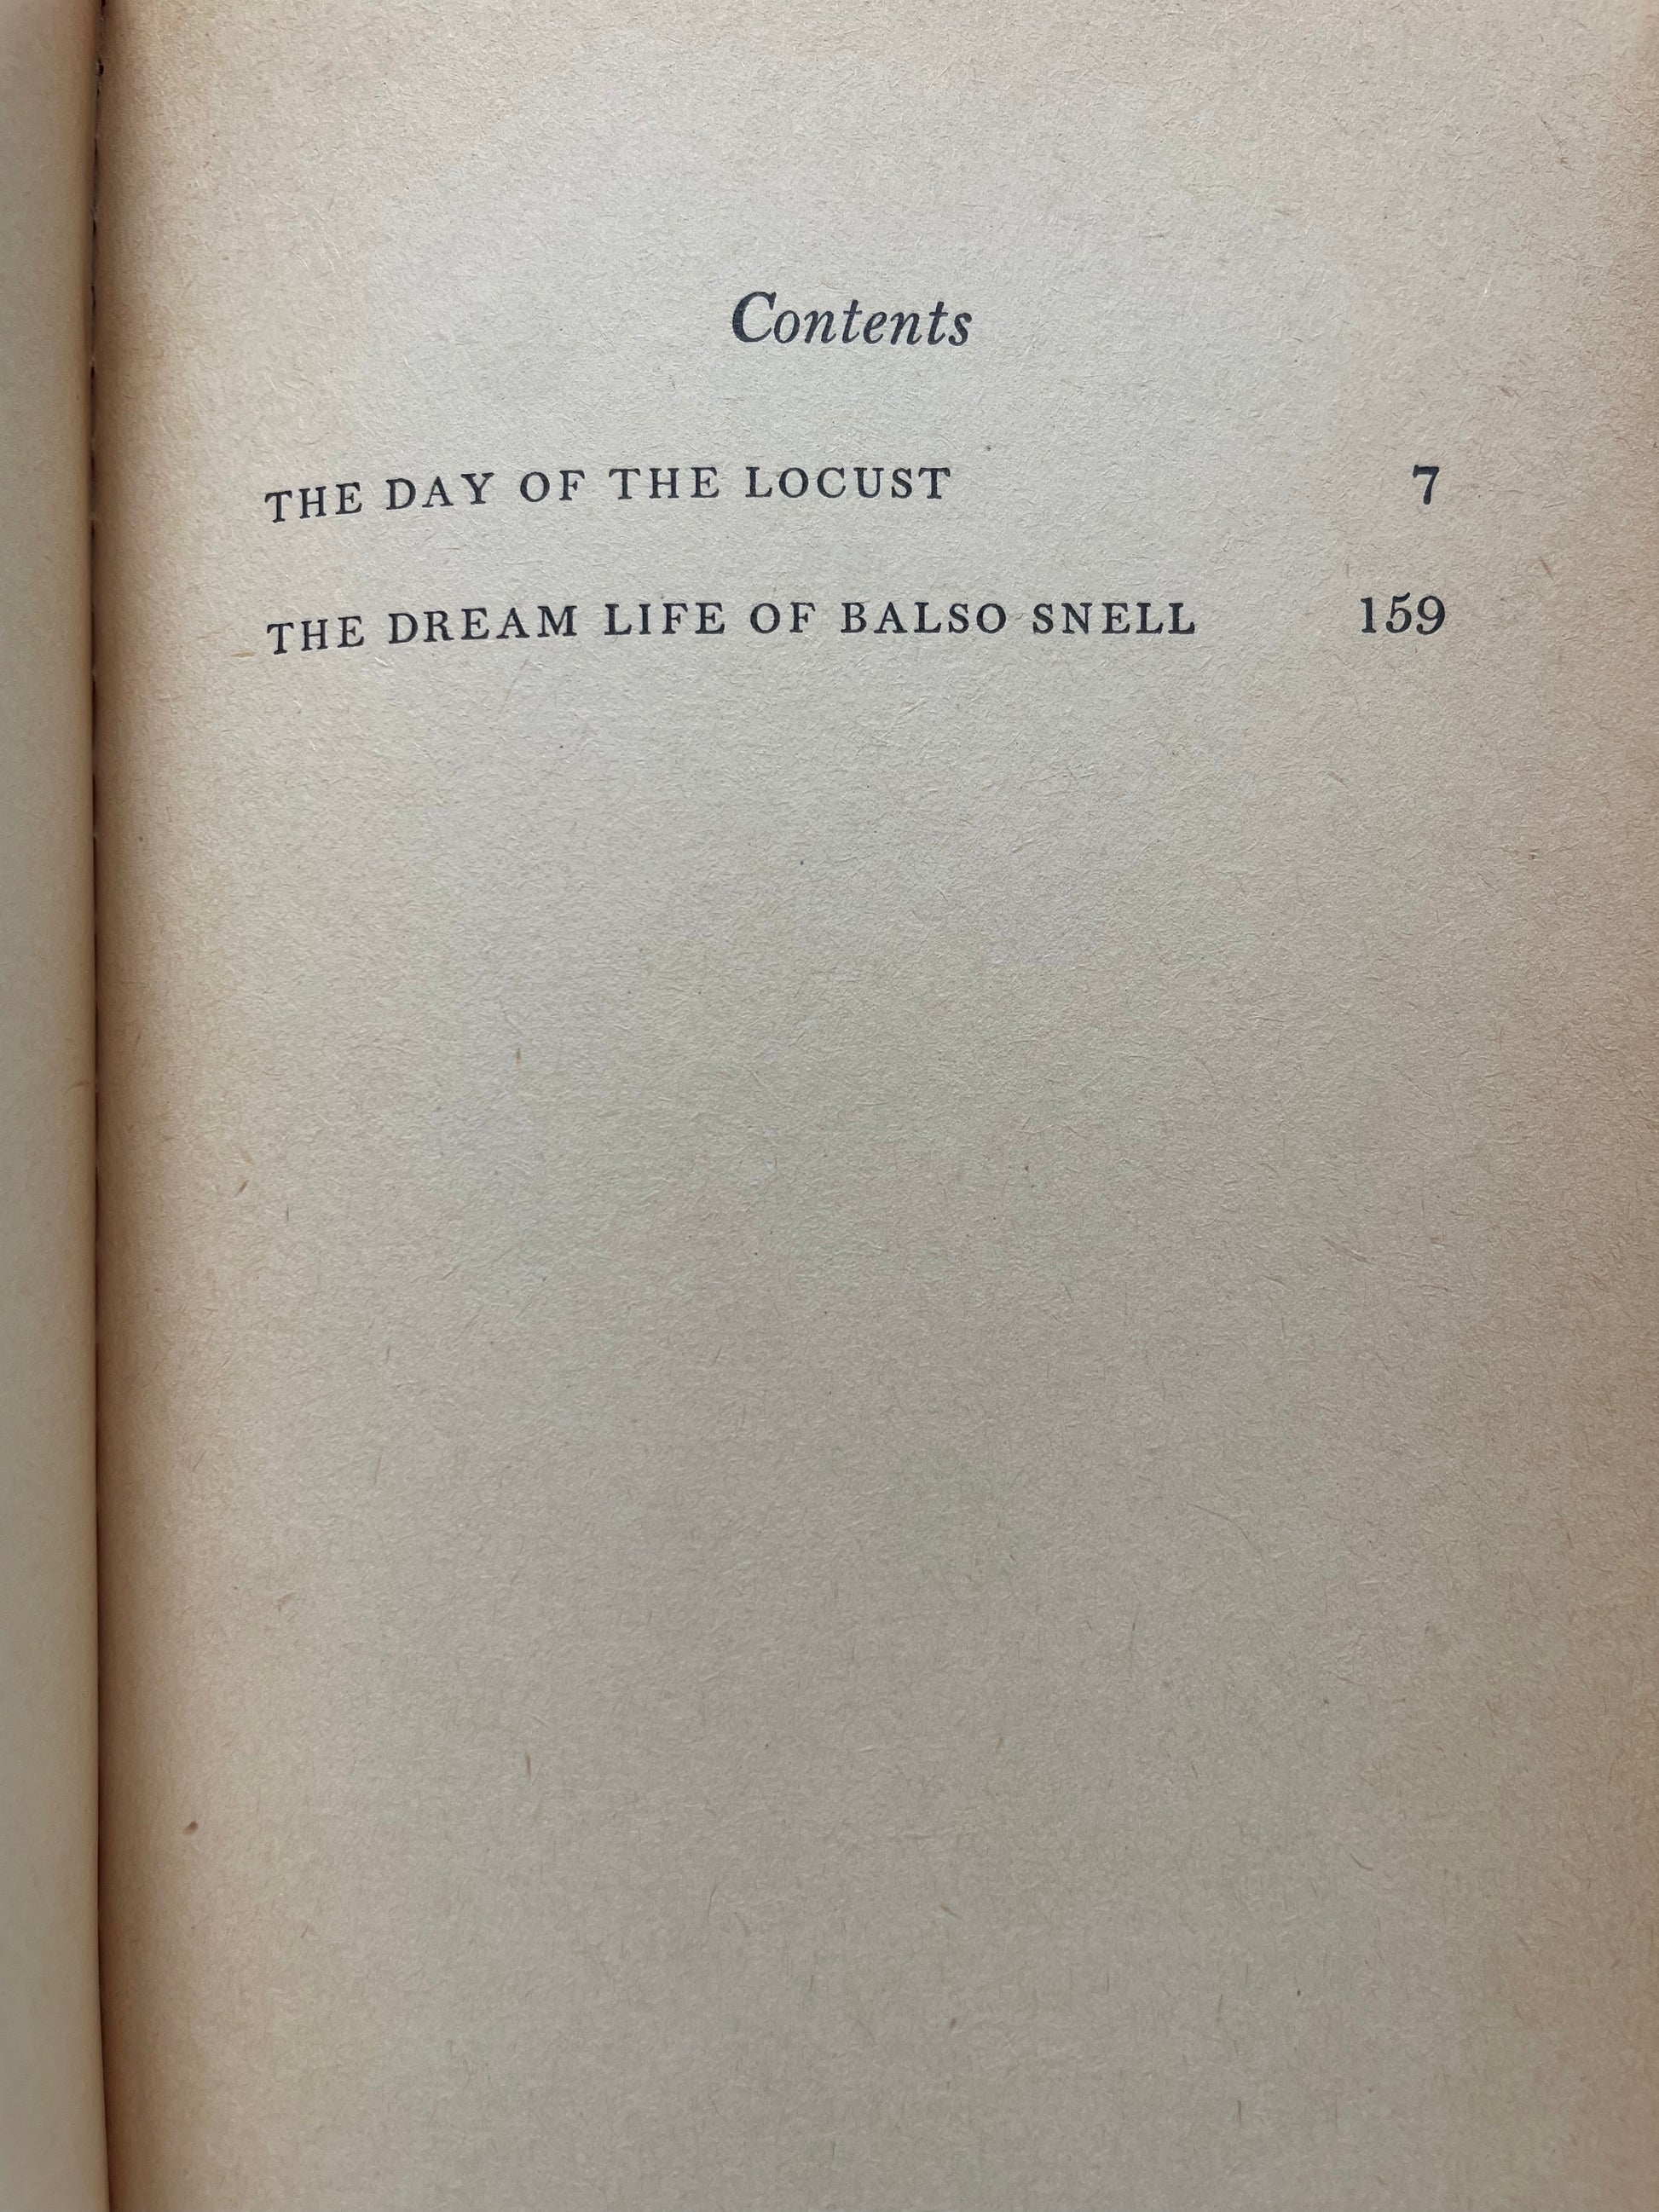 Contents
THE DAY OF THE LOCUST 7
THE DREAM LIFE OF BALSO SNELL 159